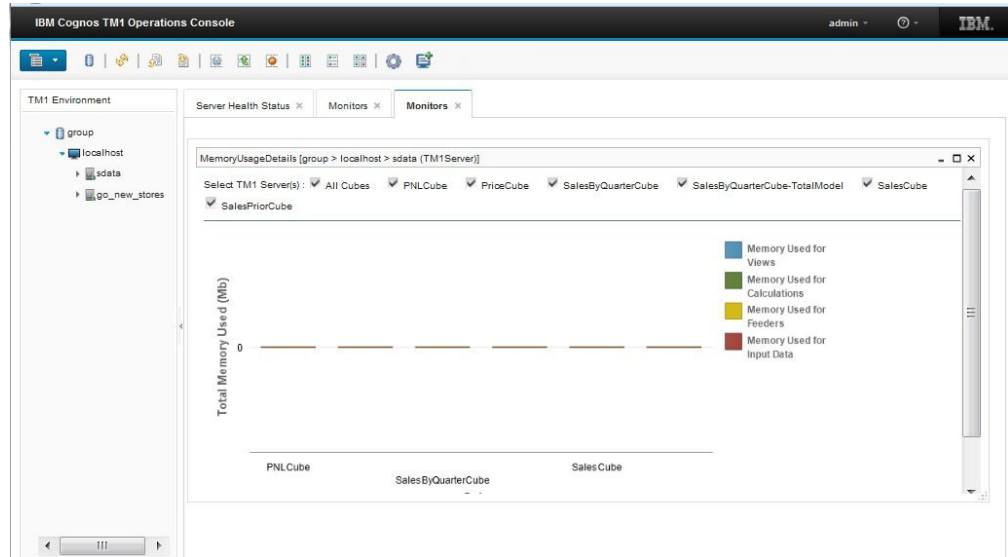 IBM Cognos TM1 Operations Console
admin
IBM.
TM1 Environment
group
localhost
sdata
go_new_stores
Server Health Status
Monitors
Monitors
MemoryUsageDetails [group > localhost > sdata (TM1Server)]
Select TM1 Server(s) : All Cubes PNLCube PriceCube SalesByQuarterCube SalesByQuarterCube-TotalModel SalesCube
SalesPriorCube
Total Memory Used (Mb)
0
Memory Used for
Views
Memory Used for
Calculations
Memory Used for
Feeders
Memory Used for
Input Data
PNLCube
SalesCube
SalesByQuarterCube